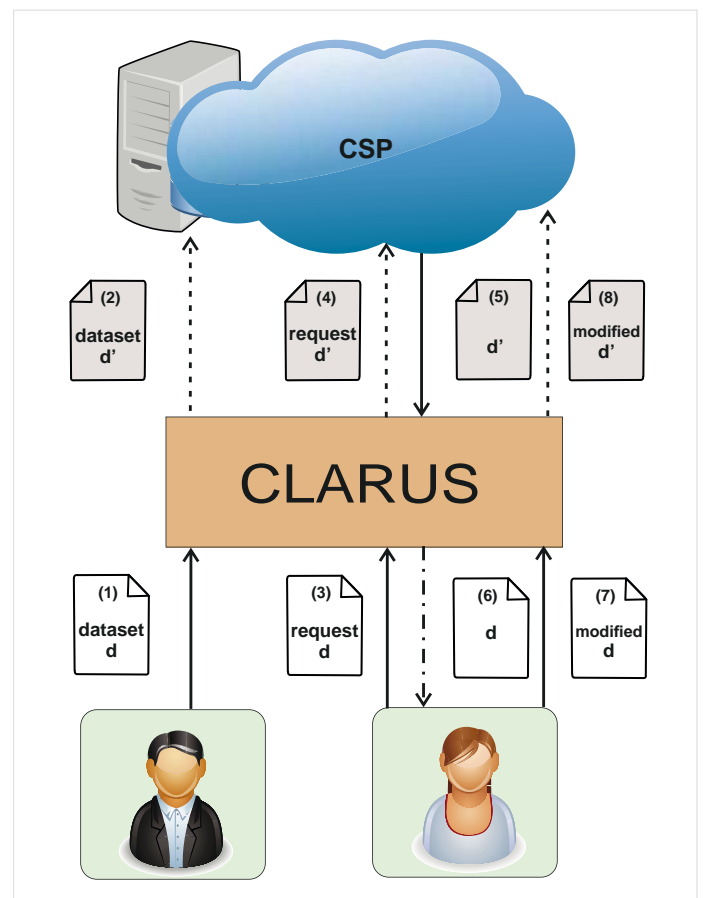 CSP
(2)
dataset
d’
(4)
request
d’
(5)
d’
(8)
modified
d’
CLARUS
(1)
dataset
d
(3)
request
d
(6)
d
(7)
modified
d